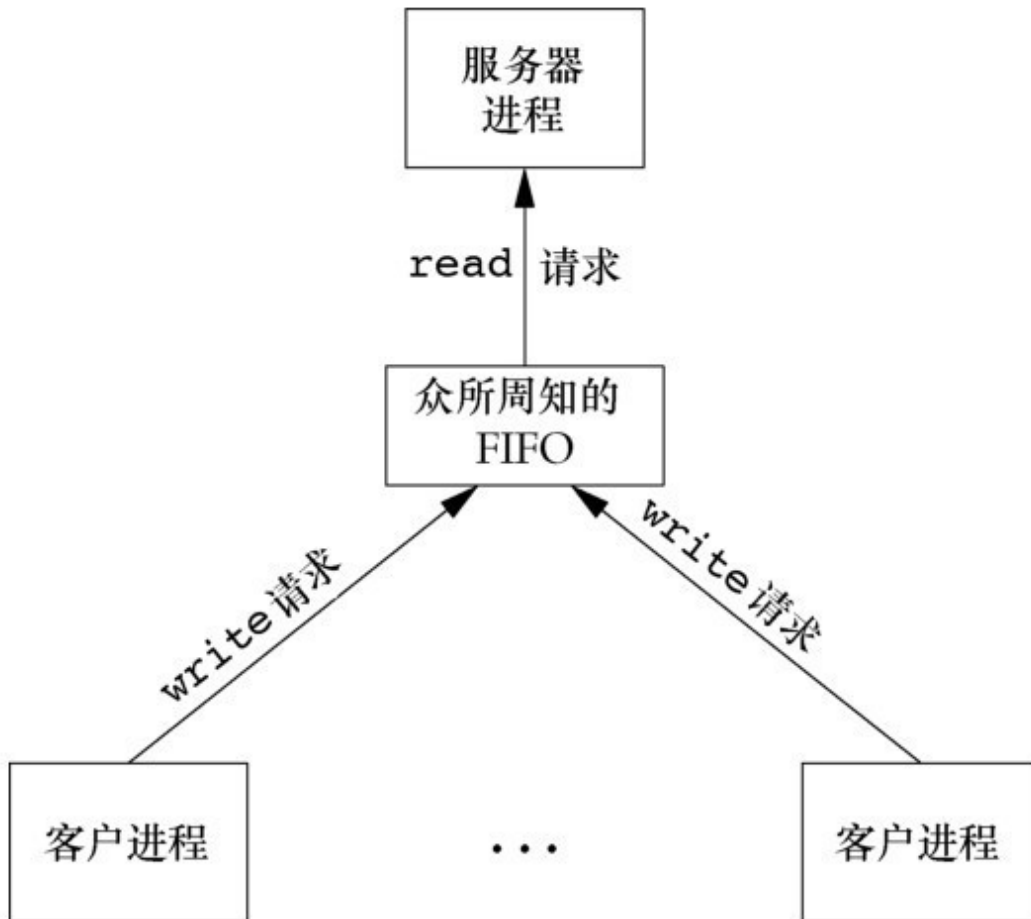 服务器
进程
read 请求
众所周知的
FIFO
write请求
write请求
客户进程
...
客户进程